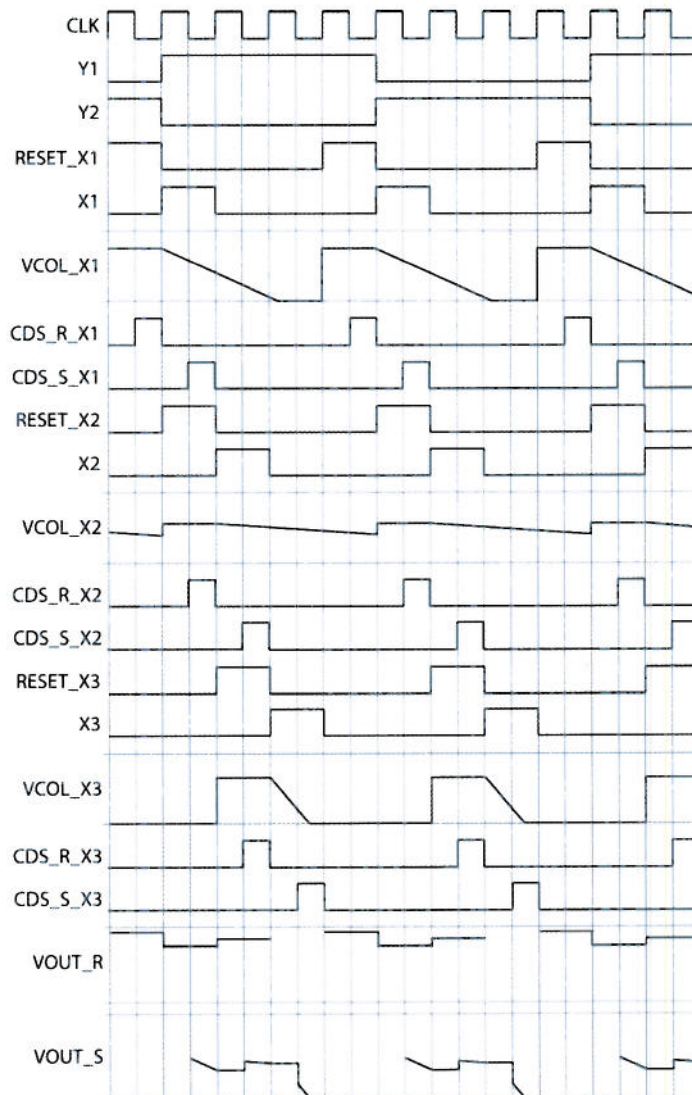 CLK
Y1
Y2
RESET_X1
X1
VCOL_X1
CDS_R_X1
CDS_S_X1
RESET_X2
X2
VCOL_X2
CDS_R_X2
CDS_S_X2
RESET_X3
X3
VCOL_X3
CDS_R_X3
CDS_S_X3
VOUT_R
VOUT_S